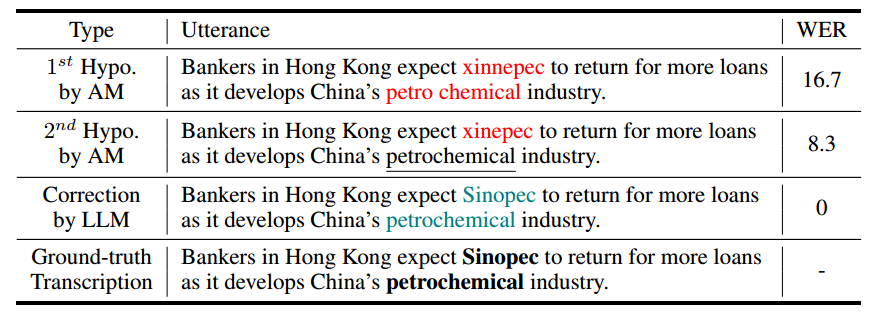 Type Utterance WER
1st Hypo. by AM Bankers in Hong Kong expect xinnepec to return for more loans
as it develops China's petro chemical industry. 16.7
2nd Hypo. by AM Bankers in Hong Kong expect xinepec to return for more loans
as it develops China's petrochemical industry. 8.3
Correction by LLM Bankers in Hong Kong expect Sinopec to return for more loans
as it develops China's petrochemical industry. 0
Ground-truth Transcription Bankers in Hong Kong expect Sinopec to return for more loans
as it develops China's petrochemical industry. -